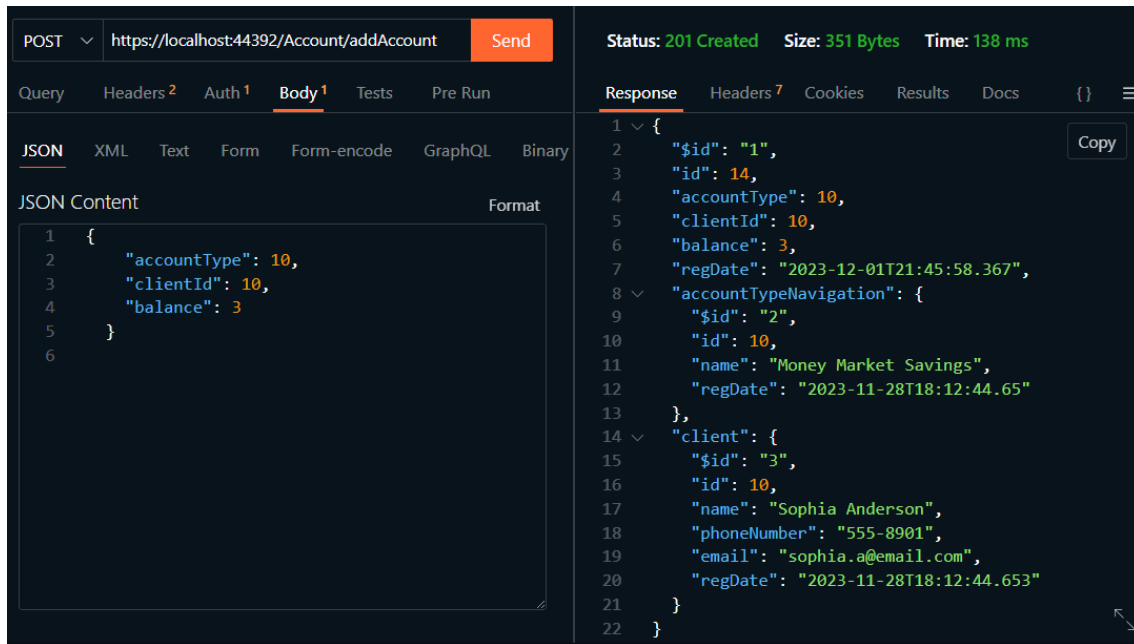 POST https://localhost:44392/Account/addAccount Send
Query Headers 2 Auth 1 Body 1 Tests Pre Run
JSON XML Text Form Form-encode GraphQL Binary
JSON Content Format
1 {
2 "accountType": 10,
3 "clientId": 10,
4 "balance": 3
5 }
6
Status: 201 Created Size: 351 Bytes Time: 138 ms
Response Headers 7 Cookies Results Docs { }
Copy
1 {
2 "$id": "1",
3 "id": 14,
4 "accountType": 10,
5 "clientId": 10,
6 "balance": 3,
7 "regDate": "2023-12-01T21:45:58.367",
8 "accountTypeNavigation": {
9 "$id": "2",
10 "id": 10,
11 "name": "Money Market Savings",
12 "regDate": "2023-11-28T18:12:44.65"
13 },
14 "client": {
15 "$id": "3",
16 "id": 10,
17 "name": "Sophia Anderson",
18 "phoneNumber": "555-8901",
19 "email": "sophia.a@email.com",
20 "regDate": "2023-11-28T18:12:44.653"
21 }
22 }